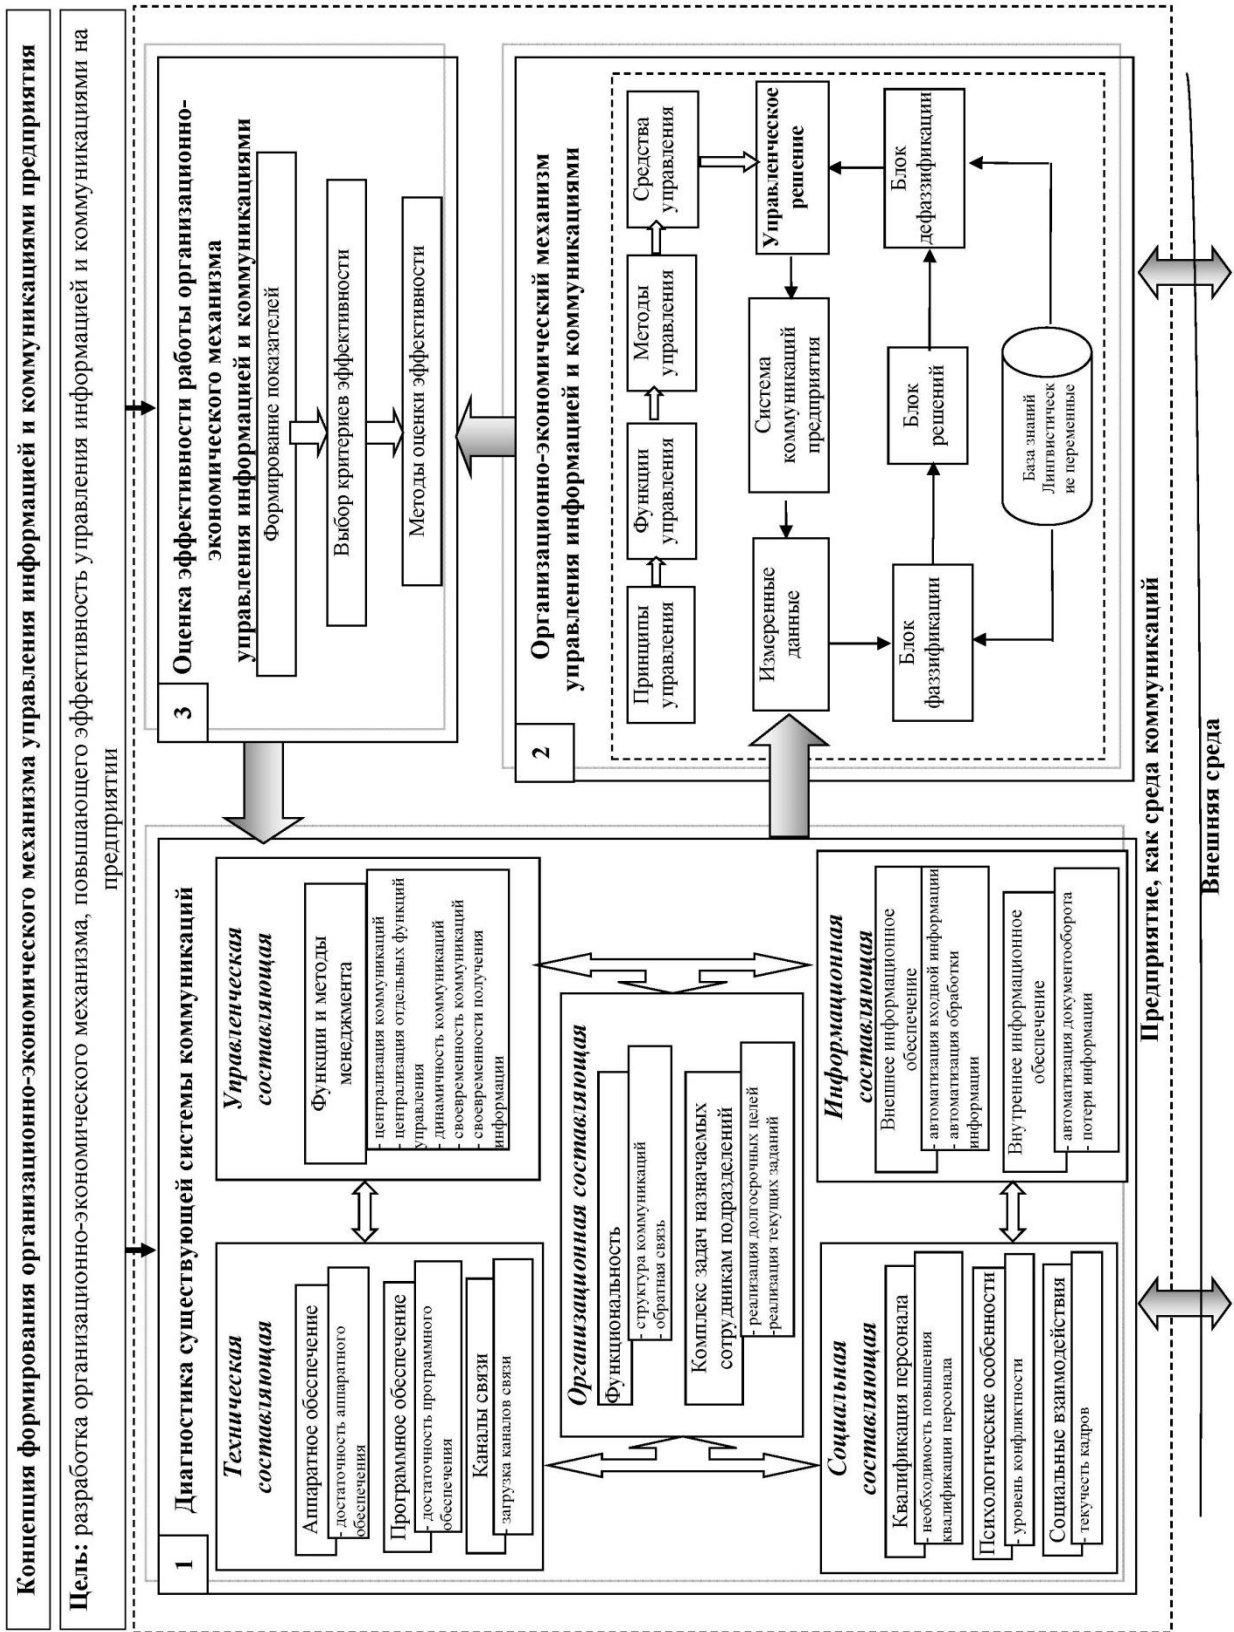 Концепция формирования организационно-экономического механизма управления информацией и коммуникациями предприятия
Цель: разработка организационно-экономического механизма, повышающего эффективность управления информацией и коммуникациями на
предприятии
1
Диагностика существующей системы коммуникаций
Техническая
составляющая
Аппаратное обеспечение
- достаточность аппаратного
обеспечения
Программное обеспечение
- достаточность программного
обеспечения
Каналы связи
- загрузка каналов связи
Управленческая
составляющая
Функции и методы
менеджмента
- централизация коммуникаций
- централизация отдельных функций
управления
- динамичность коммуникаций
- своевременность коммуникаций
- своевременности получения
информации
Организационная составляющая
Функциональность
- структура коммуникаций
- обратная связь
Комплекс задач назначаемых
сотрудникам подразделений
- реализация долгосрочных целей
-реализация текущих заданий
Социальная
составляющая
Квалификация персонала
- необходимость повышения
квалификации персонала
Психологические особенности
- уровень конфликтности
Социальные взаимодействия
- текучесть кадров
Информационная
составляющая
Внешнее информационное
обеспечение
- автоматизация входной информации
- автоматизация обработки
информации
Внутреннее информационное
обеспечение
- автоматизация документооборота
- потери информации
3
Оценка эффективности работы организационно-
экономического механизма
управления информацией и коммуникациями
Формирование показателей
Выбор критериев эффективности
Методы оценки эффективности
2
Организационно-экономический механизм
управления информацией и коммуникациями
Принципы
управления
Функции
управления
Методы
управления
Средства
управления
Измеренные
данные
Система
коммуникаций
предприятия
Управленческое
решение
Блок
фаззификации
Блок
решений
Блок
дефаззификации
База знаний
Лингвистическ
ие переменные
Предприятие, как среда коммуникаций
Внешняя среда